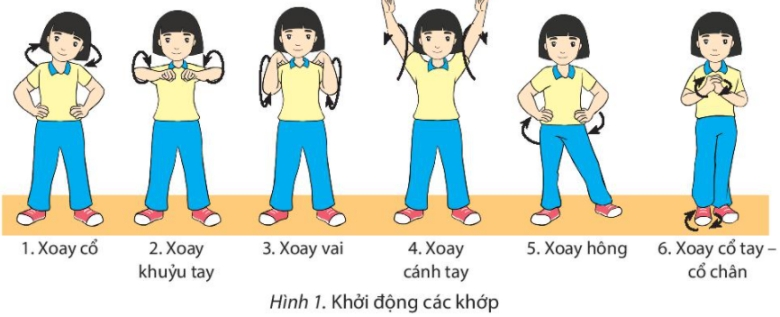 1. Xoay cổ
2. Xoay
khuỷu tay
3. Xoay vai
4. Xoay
cánh tay
5. Xoay hông
6. Xoay cổ tay –
cổ chân
Hình 1. Khởi động các khớp